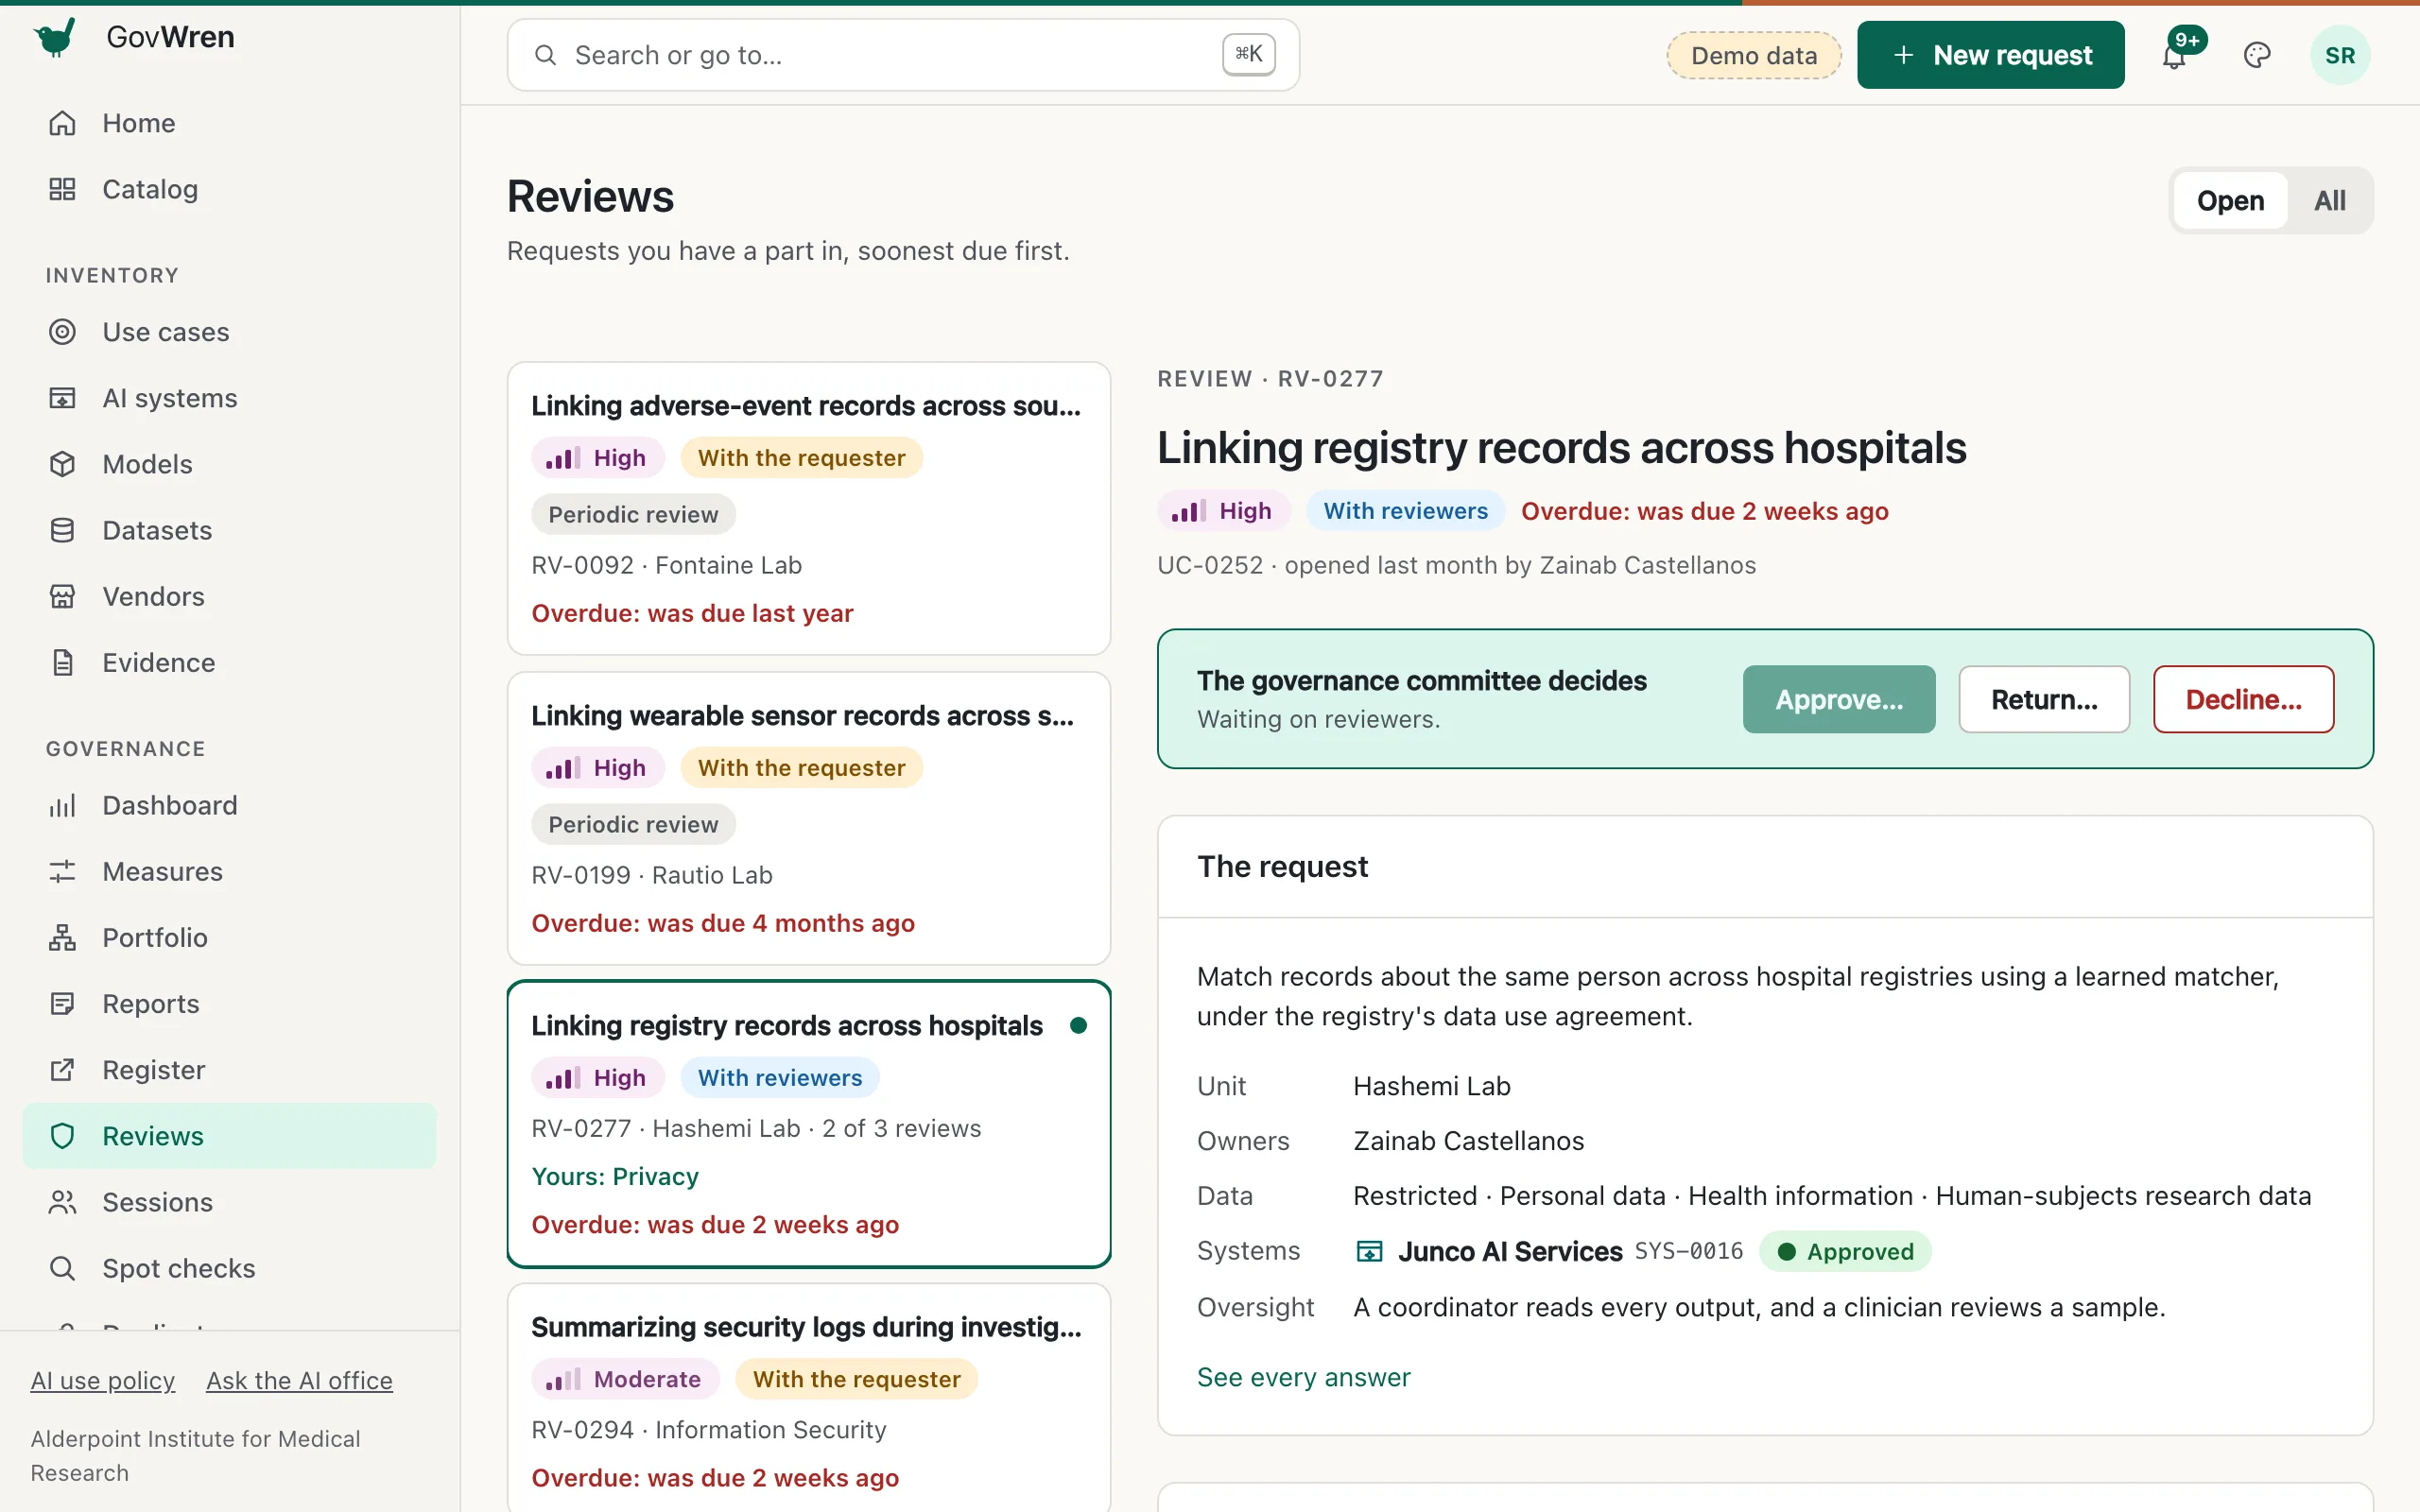 GovWren
Search or go to...
⌘K
Demo data
+ New request
9+
SR
Home
Catalog
INVENTORY
Use cases
AI systems
Models
Datasets
Vendors
Evidence
GOVERNANCE
Dashboard
Measures
Portfolio
Reports
Register
Reviews
Sessions
Spot checks
AI use policy
Ask the AI office
Alderpoint Institute for Medical
Research
Reviews
Requests you have a part in, soonest due first.
Open
All
Linking adverse-event records across sou...
High
With the requester
Periodic review
RV-0092 · Fontaine Lab
Overdue: was due last year
Linking wearable sensor records across s...
High
With the requester
Periodic review
RV-0199 · Rautio Lab
Overdue: was due 4 months ago
Linking registry records across hospitals
High
With reviewers
RV-0277 · Hashemi Lab · 2 of 3 reviews
Yours: Privacy
Overdue: was due 2 weeks ago
Summarizing security logs during investig...
Moderate
With the requester
RV-0294 · Information Security
Overdue: was due 2 weeks ago
REVIEW · RV-0277
Linking registry records across hospitals
High
With reviewers
Overdue: was due 2 weeks ago
UC-0252 · opened last month by Zainab Castellanos
The governance committee decides
Waiting on reviewers.
Approve...
Return...
Decline...
The request
Match records about the same person across hospital registries using a learned matcher,
under the registry's data use agreement.
Unit Hashemi Lab
Owners Zainab Castellanos
Data Restricted · Personal data · Health information · Human-subjects research data
Systems Junco AI Services SYS-0016 Approved
Oversight A coordinator reads every output, and a clinician reviews a sample.
See every answer